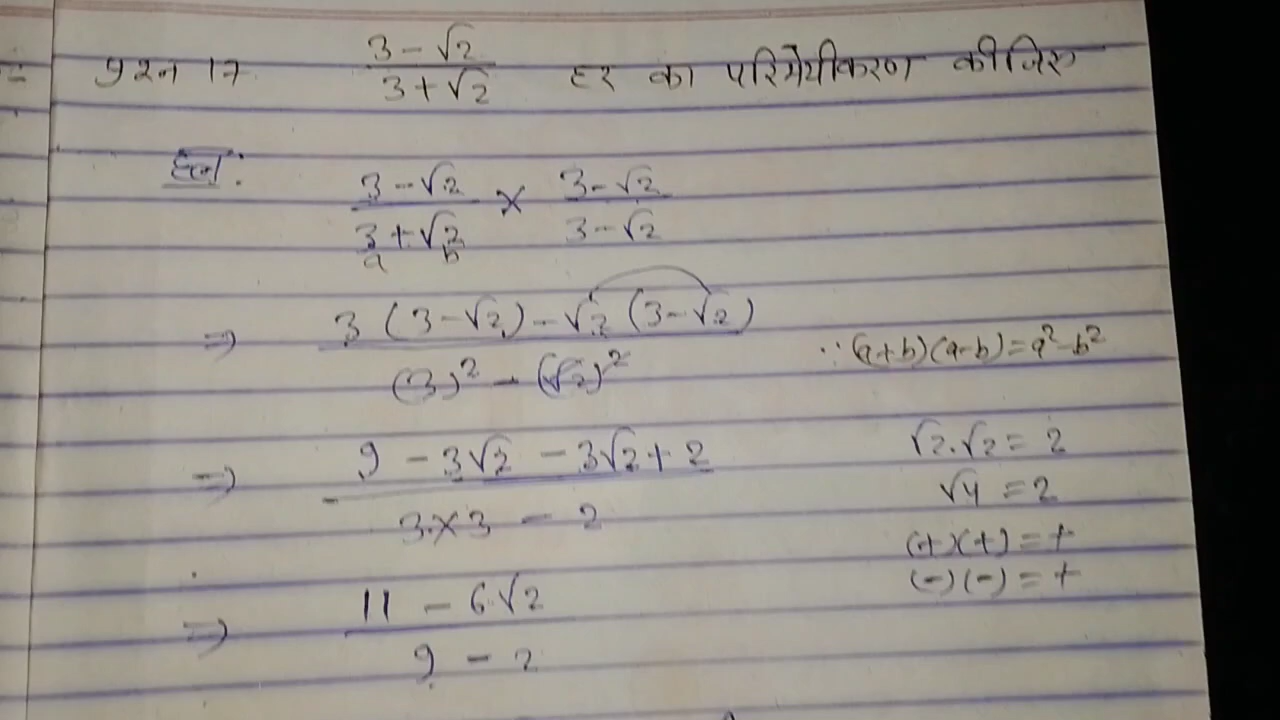 प्रश्न 17 (3-√2)/(3+√2) हर का परिमेयीकरण कीजिए
हल:
(3-√2)/(3+√2) × (3-√2)/(3-√2)
a b
⇒ (3(3-√2)-√2(3-√2))/((3)²-(√2)²) ∵(a+b)(a-b)=a²-b²
⇒ (9-3√2-3√2+2)/(3×3-2) √2.√2=2
√4=2
(+)(+)=+
(-)(-)=+
⇒ (11-6√2)/(9-2)